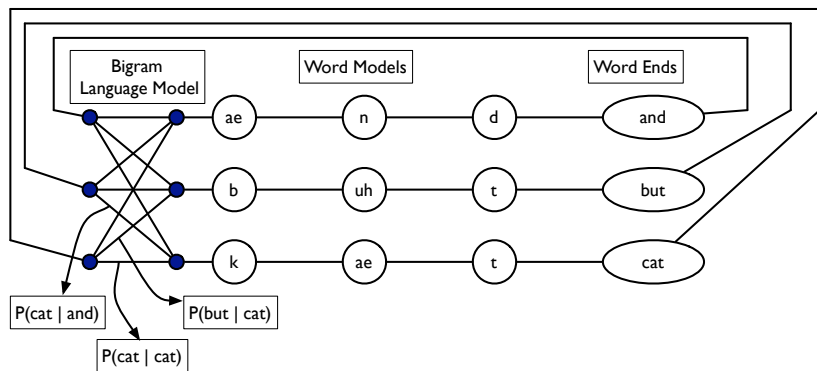 Bigram
Language Model
Word Models
Word Ends
ae
n
d
and
b
uh
t
but
k
ae
t
cat
P(cat | and)
P(but | cat)
P(cat | cat)